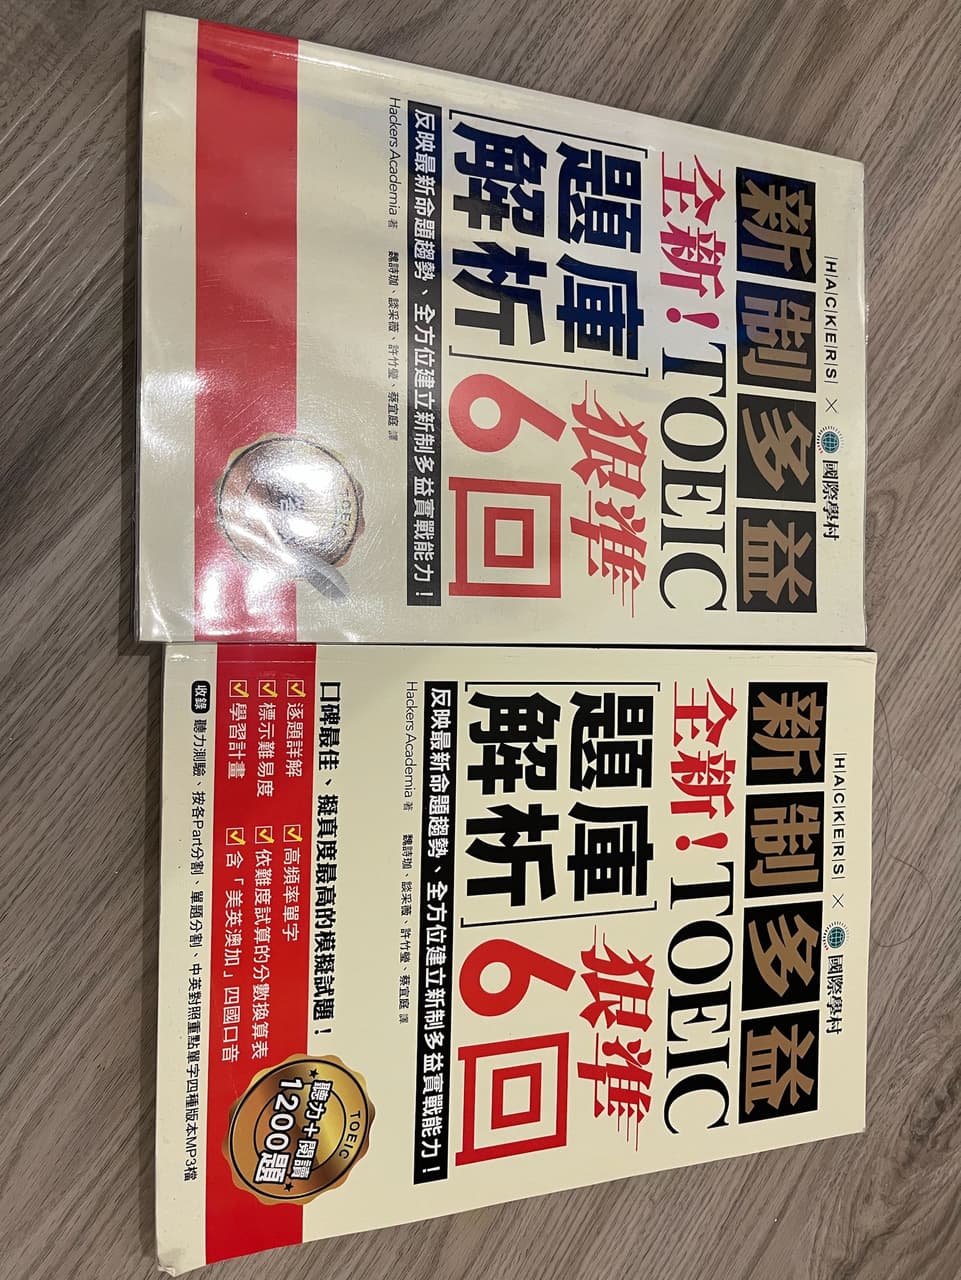 |H|A|C|K|E|R|S| × 國際學村
新制多益
全新!TOEIC
題庫
解析
狠準
6回
反映最新命題趨勢、全方位建立新制多益實戰能力!
Hackers Academia 著 魏詩珈、談采薇、許竹瑩、蔡宜庭 譯
TOEIC
|H|A|C|K|E|R|S| × 國際學村
新制多益
全新!TOEIC
題庫
解析
狠準
6回
反映最新命題趨勢、全方位建立新制多益實戰能力!
Hackers Academia 著 魏詩珈、談采薇、許竹瑩、蔡宜庭 譯
口碑最佳、擬真度最高的模擬試題!
逐題詳解 高頻率單字
標示難易度 依難度試算的分數換算表
學習計畫 含「美英澳加」四國口音
收錄 聽力測驗、按各Part分割、單題分割、中英對照重點單字四種版本MP3檔
TOEIC
聽力+閱讀
1200題